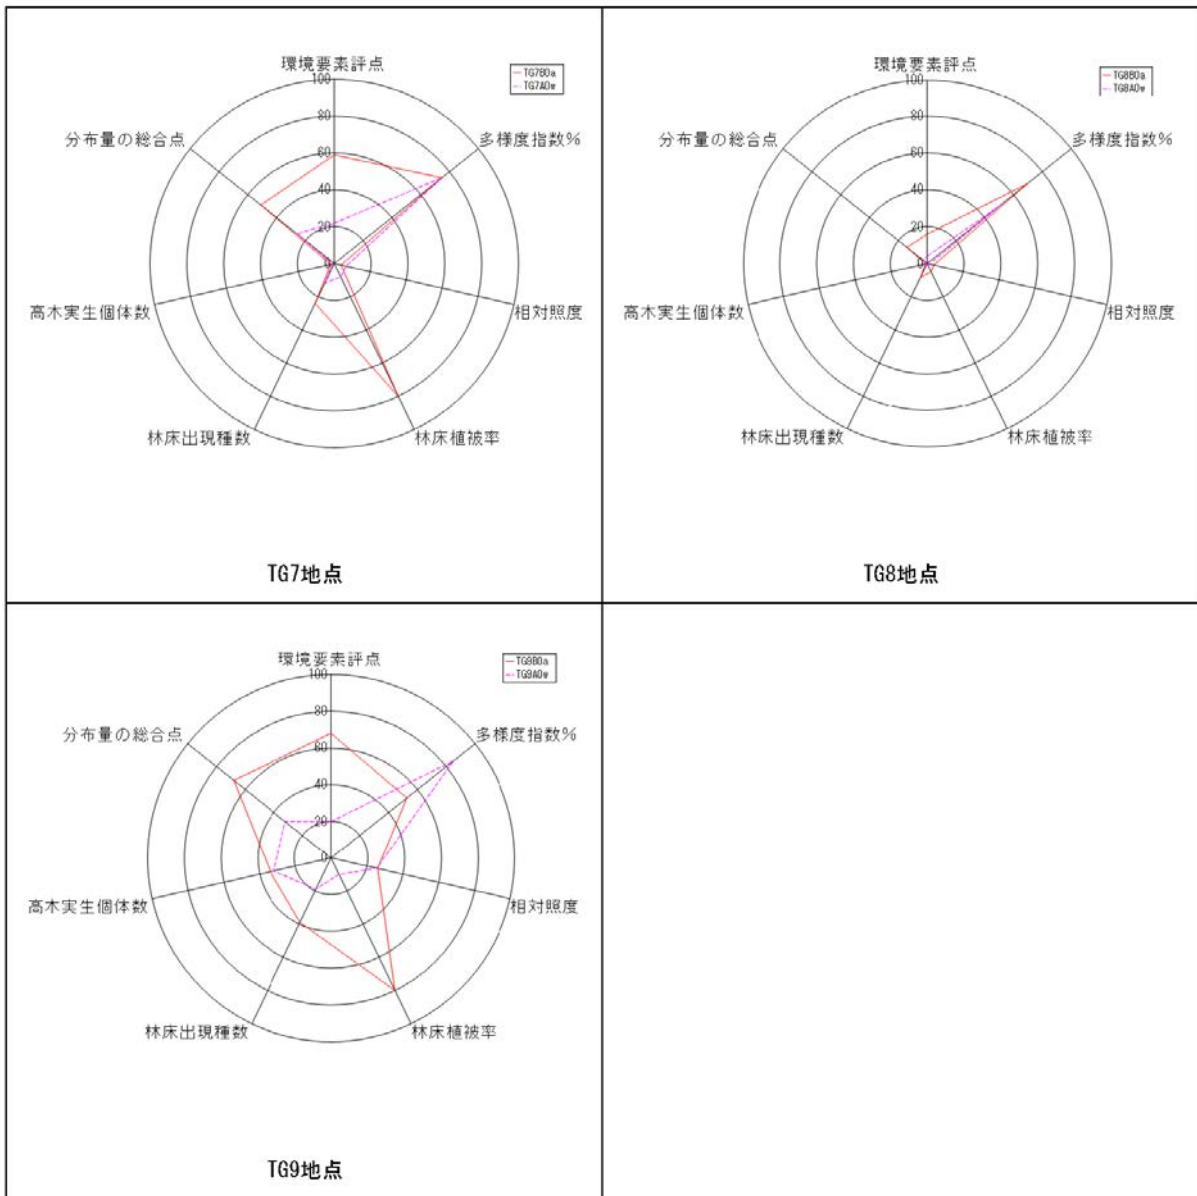 環境要素評点
100
TG7BOa
TG7AOw
80
60
40
20
0
分布量の総合点
多様度指数%
高木実生個体数
相対照度
林床出現種数
林床植被率
TG7地点
環境要素評点
100
TG8BOa
TG8AOw
80
60
40
20
0
分布量の総合点
多様度指数%
高木実生個体数
相対照度
林床出現種数
林床植被率
TG8地点
環境要素評点
100
TG9BOa
TG9AOw
80
60
40
20
0
分布量の総合点
多様度指数%
高木実生個体数
相対照度
林床出現種数
林床植被率
TG9地点